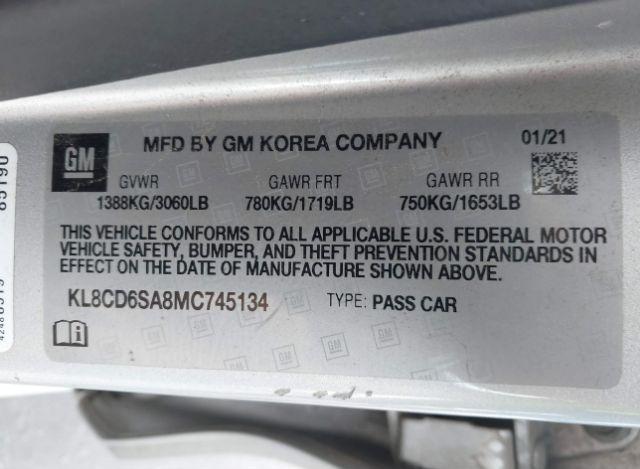 GM
MFD BY GM KOREA COMPANY 01/21
GVWR GAWR FRT GAWR RR
1388KG/3060LB 780KG/1719LB 750KG/1653LB
THIS VEHICLE CONFORMS TO ALL APPLICABLE U.S. FEDERAL MOTOR
VEHICLE SAFETY, BUMPER, AND THEFT PREVENTION STANDARDS IN
EFFECT ON THE DATE OF MANUFACTURE SHOWN ABOVE.
KL8CD6SA8MC745134 TYPE: PASS CAR